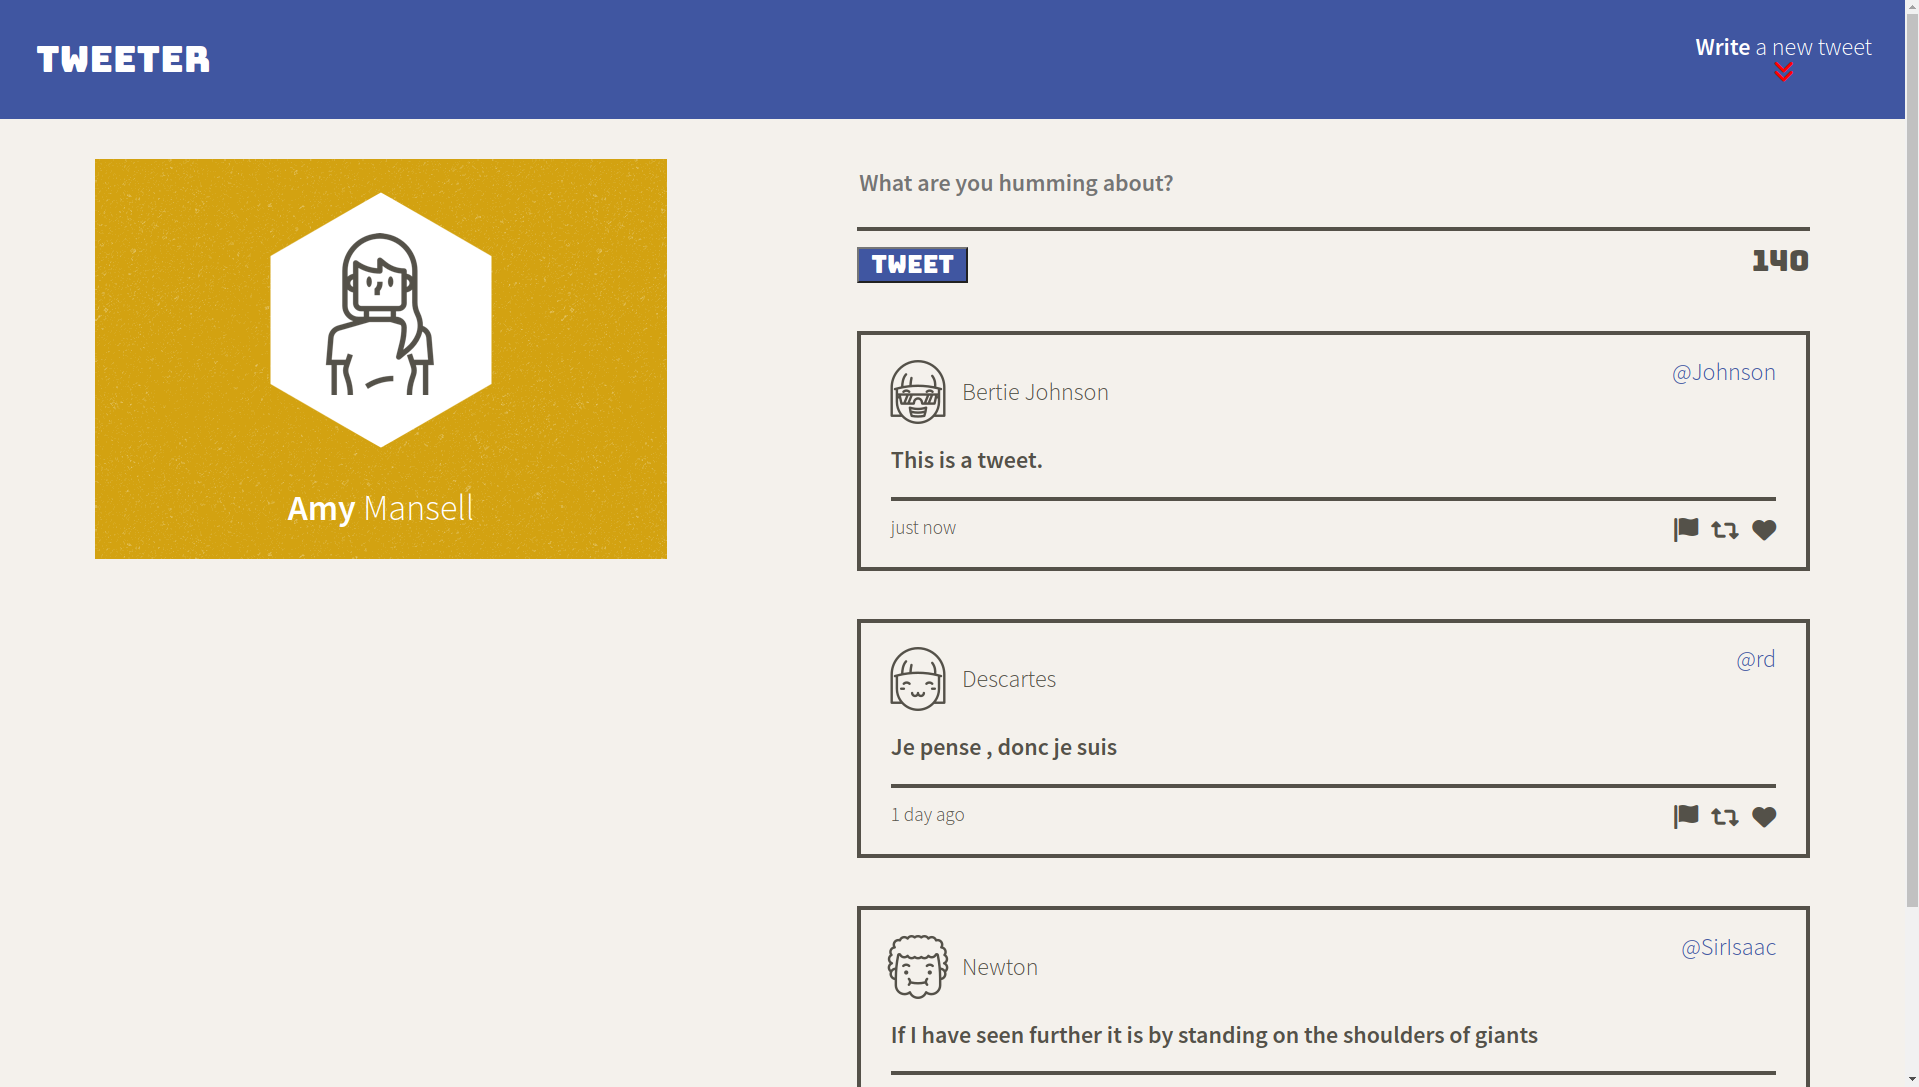 TWEETER
Write a new tweet
Amy Mansell
What are you humming about?
TWEET
140
Bertie Johnson
@Johnson
This is a tweet.
just now
Descartes
@rd
Je pense , donc je suis
1 day ago
Newton
@SirIsaac
If I have seen further it is by standing on the shoulders of giants